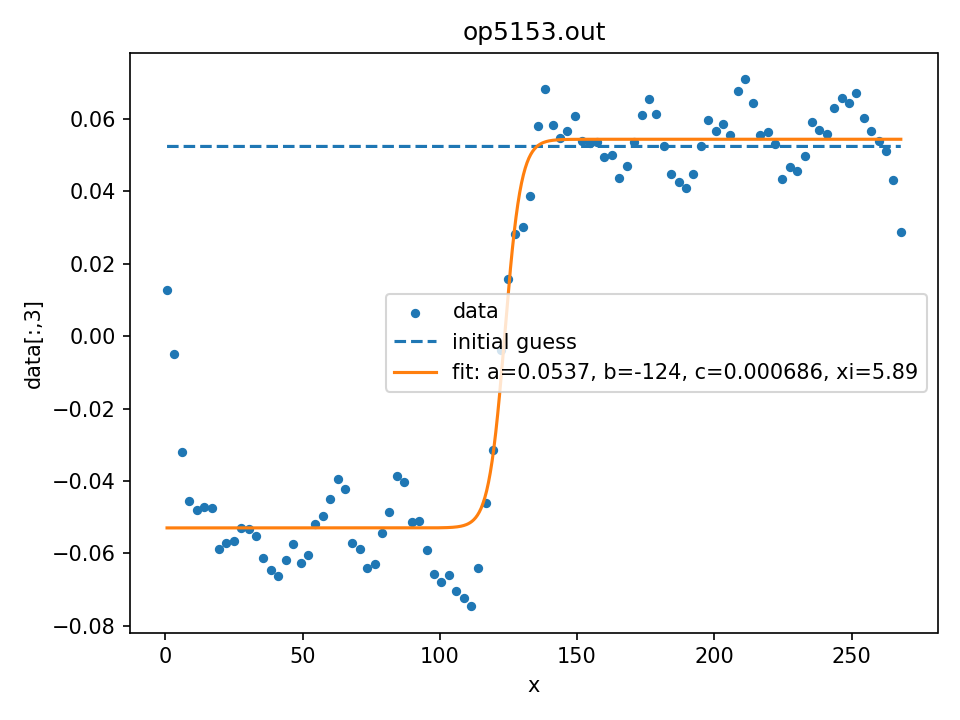 op5153.out
0.06
0.04
0.02
0.00
−0.02
−0.04
−0.06
−0.08
data[:,3]
data
initial guess
fit: a=0.0537, b=-124, c=0.000686, xi=5.89
0
50
100
150
200
250
x